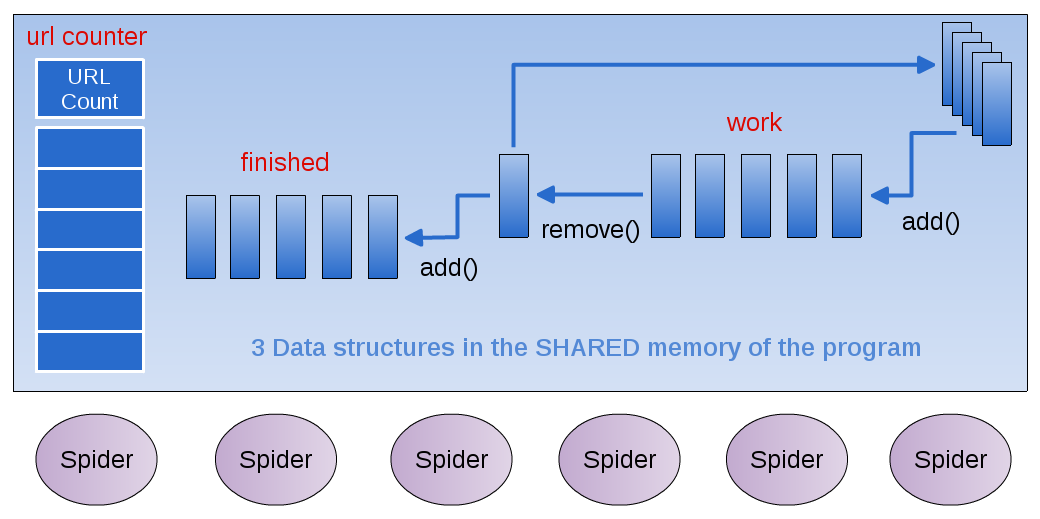 url counter
URL
Count
finished
work
remove()
add()
add()
3 Data structures in the SHARED memory of the program
Spider
Spider
Spider
Spider
Spider
Spider